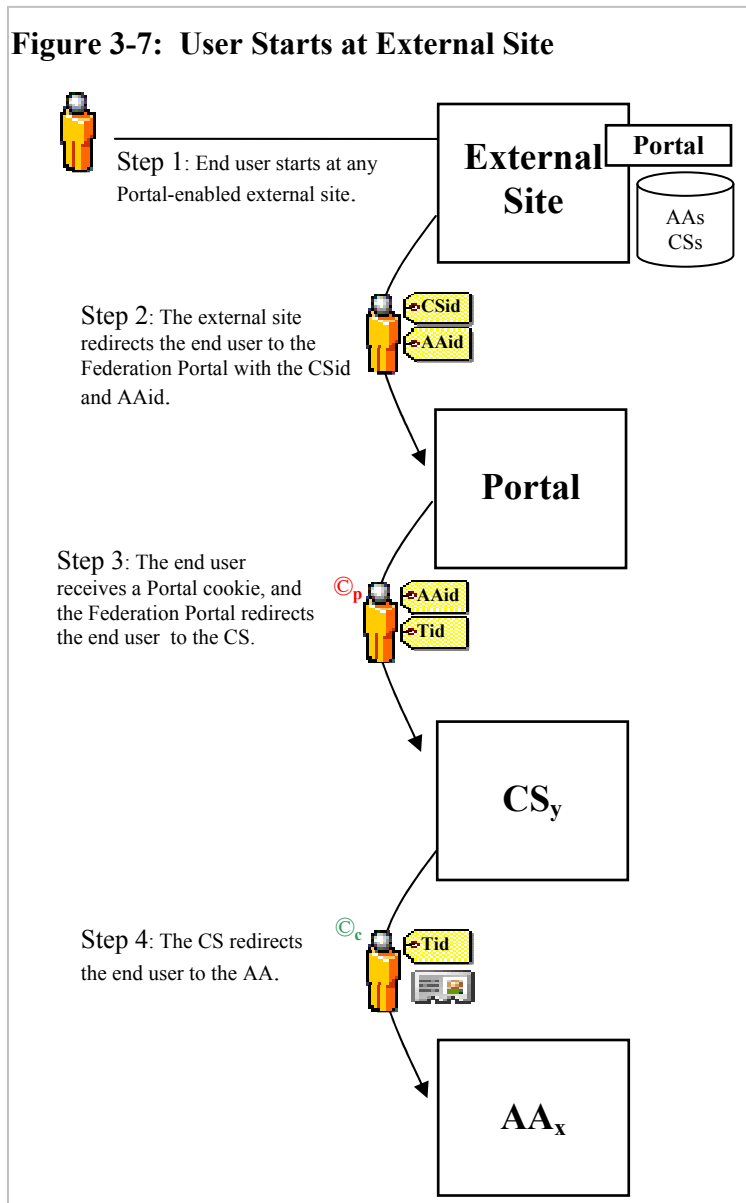 Figure 3-7: User Starts at External Site
External
Site
Portal
AAs
CSs
Step 1: End user starts at any
Portal-enabled external site.
Step 2: The external site
redirects the end user to the
Federation Portal with the CSid
and AAid.
CSid
AAid
Portal
Step 3: The end user
receives a Portal cookie, and
the Federation Portal redirects
the end user to the CS.
©p
AAid
Tid
CSy
Step 4: The CS redirects
the end user to the AA.
©c
Tid
AAx